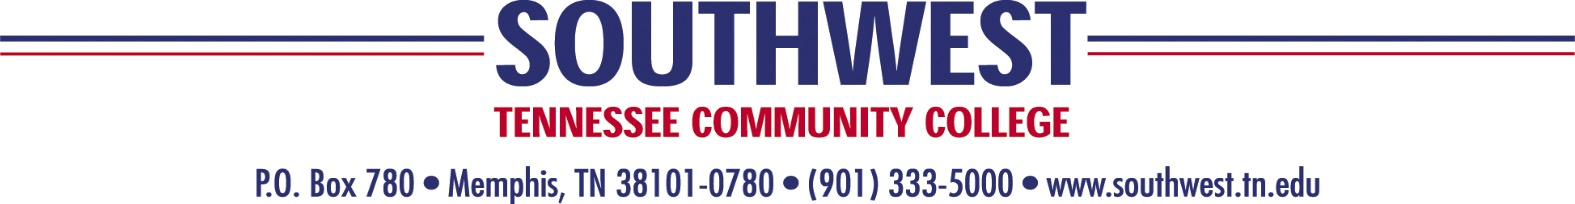 SOUTHWEST
TENNESSEE COMMUNITY COLLEGE
P.O. Box 780 • Memphis, TN 38101-0780 • (901) 333-5000 • www.southwest.tn.edu